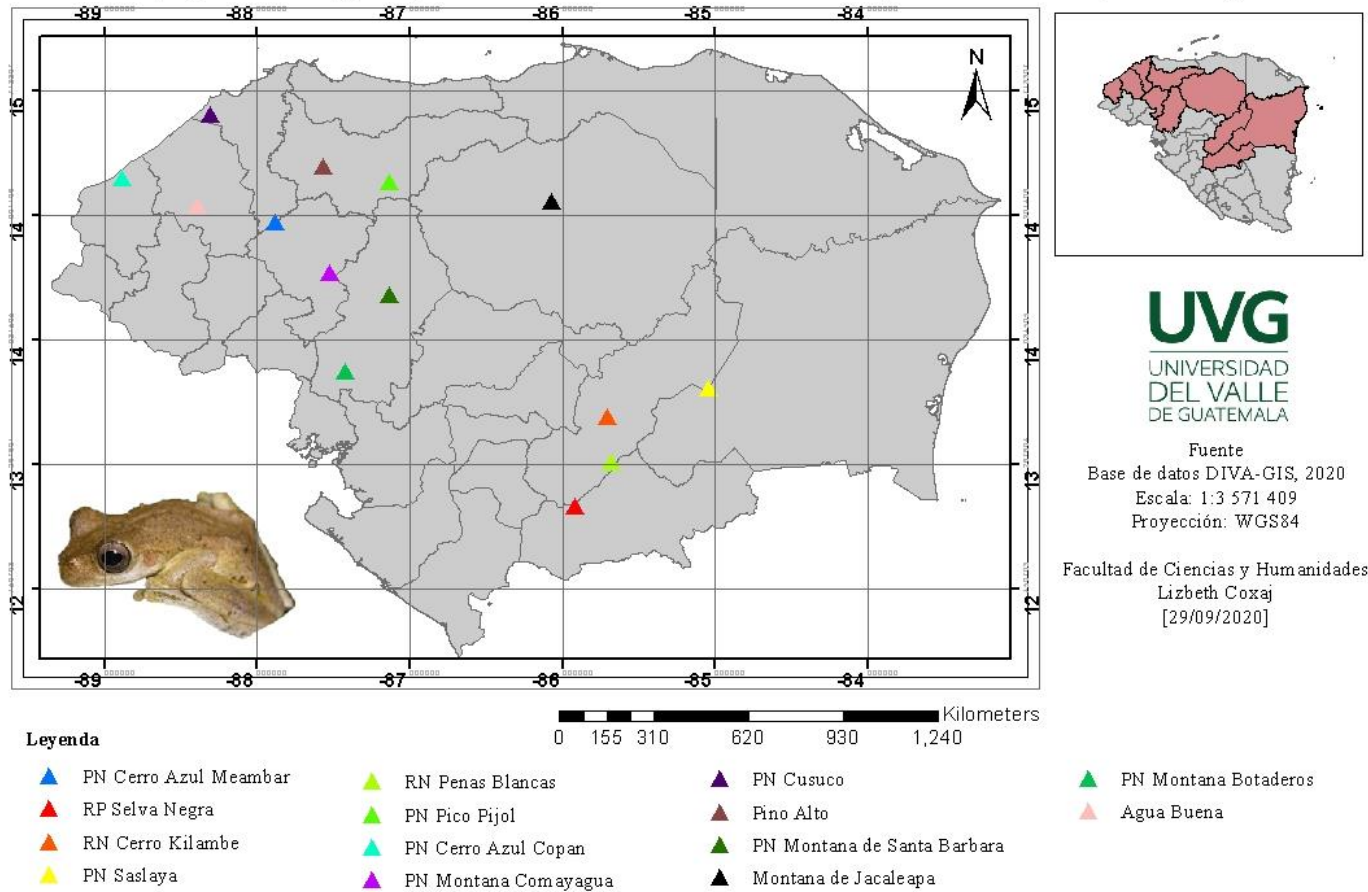 -89 -88 -87 -86 -85 -84
N
15 15
14 14
14 14
13 13
12 12
-89 -88 -87 -86 -85 -84
UVG
UNIVERSIDAD
DEL VALLE
DE GUATEMALA
Fuente
Base de datos DIVA-GIS, 2020
Escala: 1:3 571 409
Proyección: WGS84
Facultad de Ciencias y Humanidades
Lizbeth Coxaj
[29/09/2020]
Kilometers
0 155 310 620 930 1,240
Leyenda
PN Cerro Azul Meambar
RP Selva Negra
RN Cerro Kilambe
PN Saslaya
RN Penas Blancas
PN Pico Pijol
PN Cerro Azul Copan
PN Montana Comayagua
PN Cusuco
Pino Alto
PN Montana de Santa Barbara
Montana de Jacaleapa
PN Montana Botaderos
Agua Buena